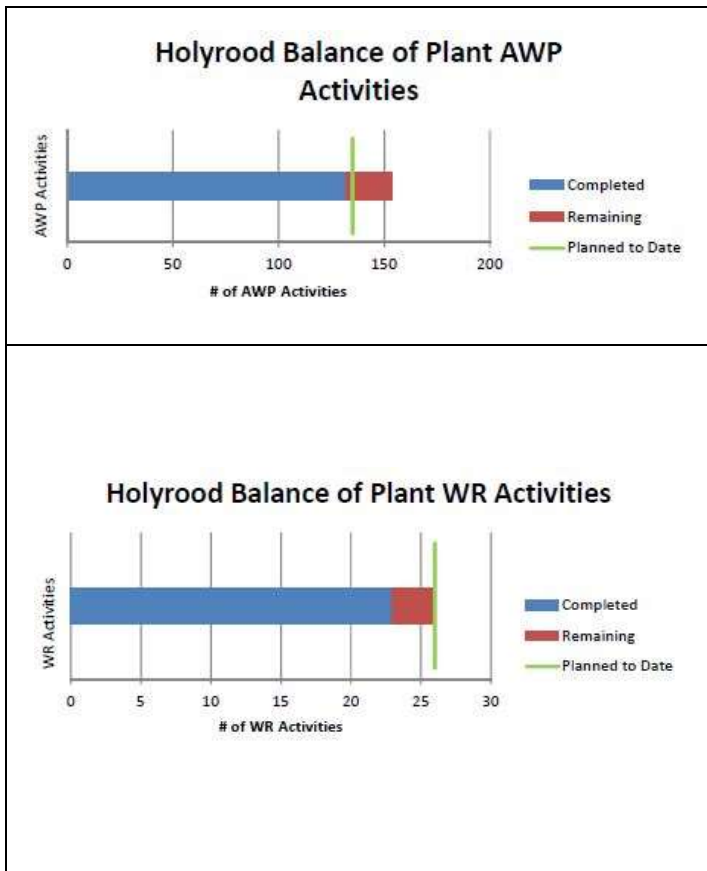 Holyrood Balance of Plant AWP
Activities
AWP Activities
Completed
Remaining
Planned to Date
0 50 100 150 200
# of AWP Activities
Holyrood Balance of Plant WR Activities
WR Activities
Completed
Remaining
Planned to Date
0 5 10 15 20 25 30
# of WR Activities